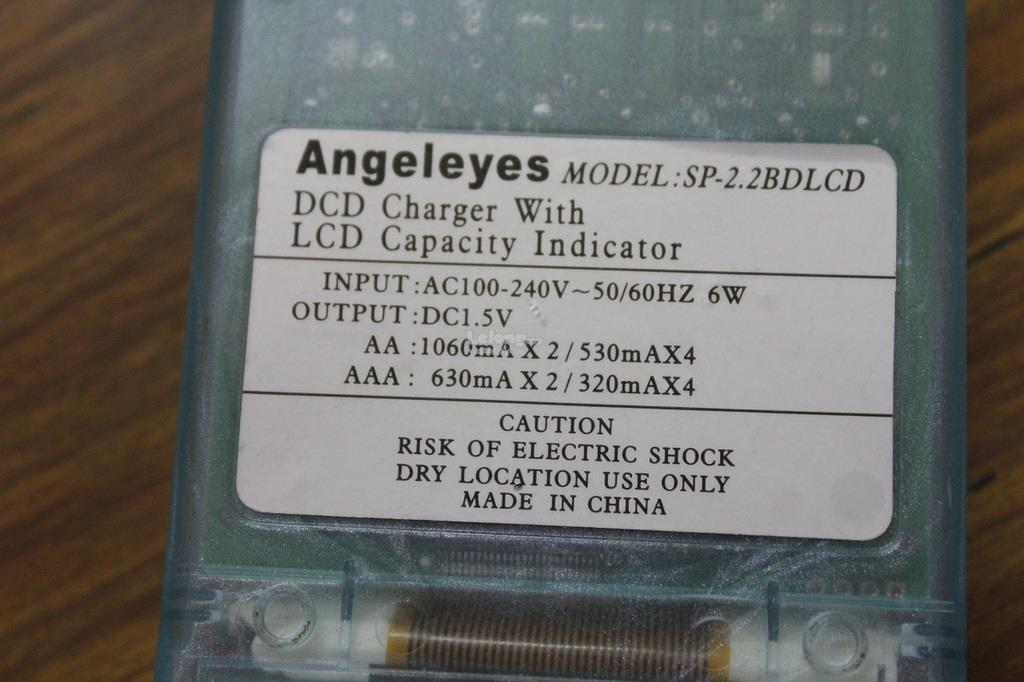 Angeleyes MODEL:SP-2.2BDLCD
DCD Charger With
LCD Capacity Indicator
INPUT:AC100-240V~50/60HZ 6W
OUTPUT:DC1.5V
AA :1060mA X 2/530mAX4
AAA : 630mA X 2/320mAX4
CAUTION
RISK OF ELECTRIC SHOCK
DRY LOCATION USE ONLY
MADE IN CHINA